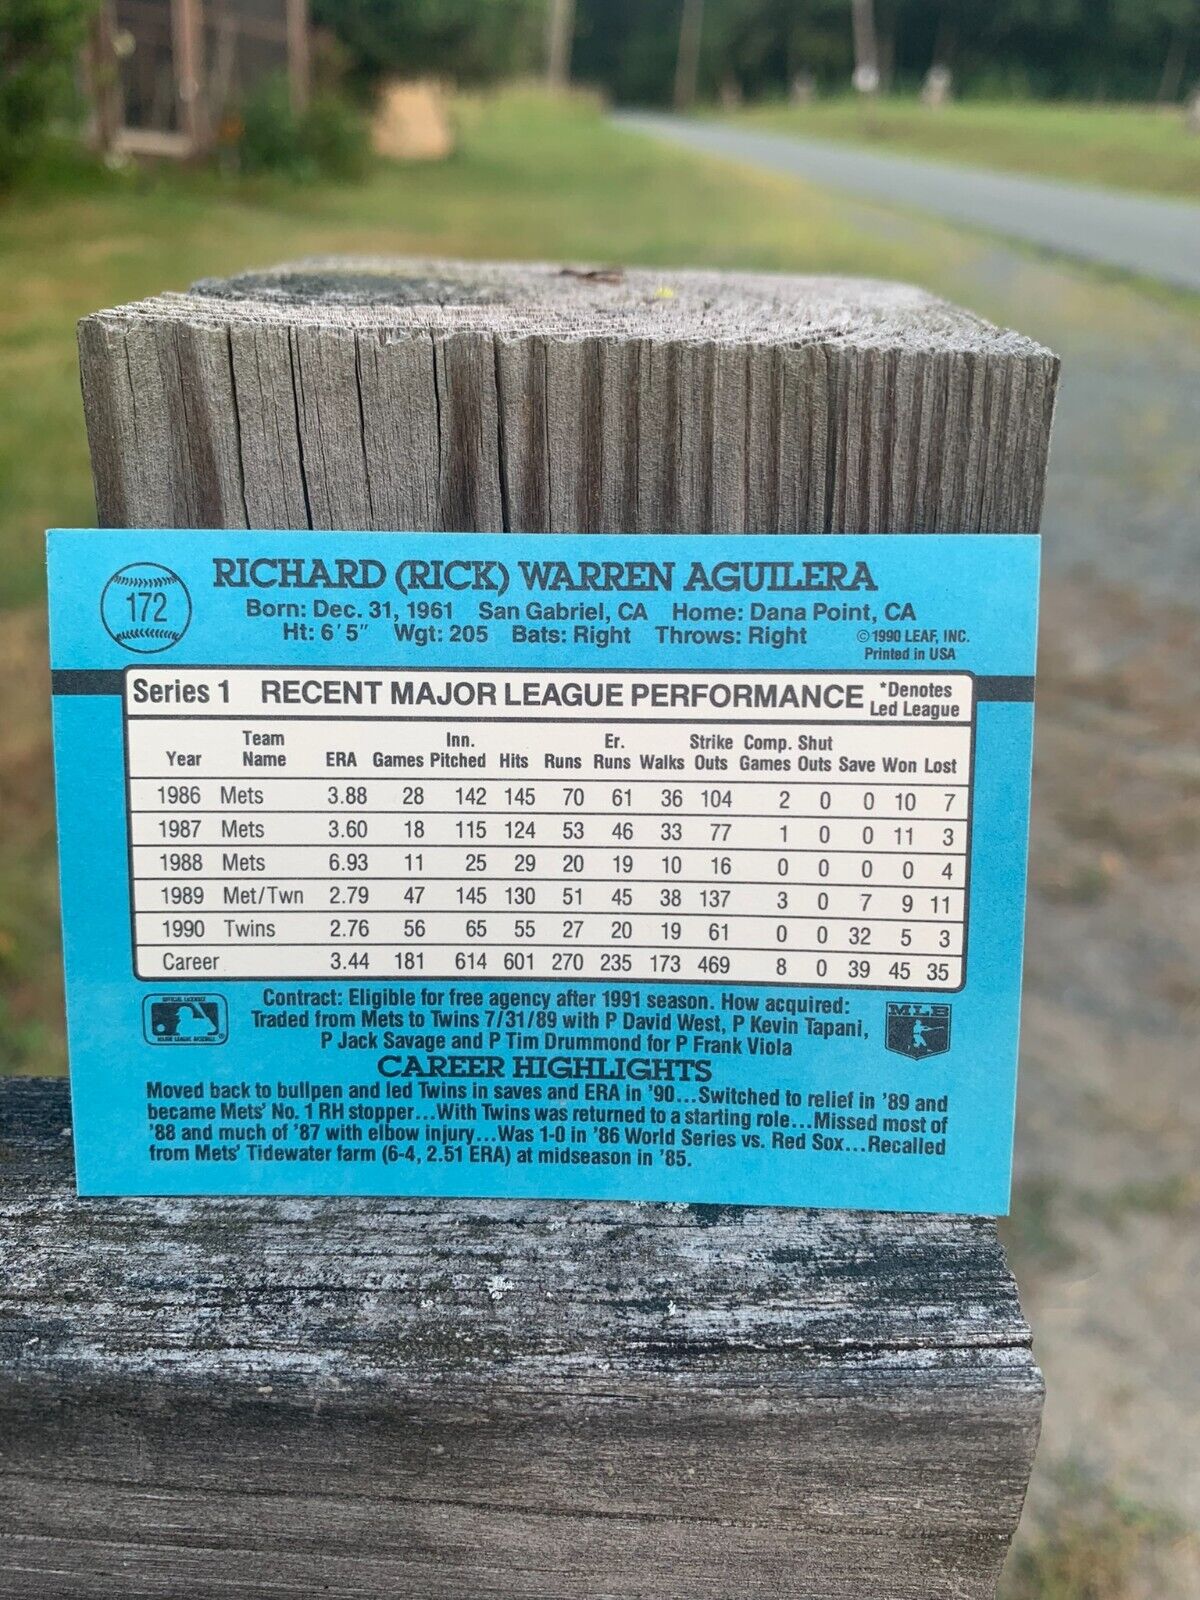 172
RICHARD (RICK) WARREN AGUILERA
Born: Dec. 31, 1961 San Gabriel, CA Home: Dana Point, CA
Ht: 6′5″ Wgt: 205 Bats: Right Throws: Right
©1990 LEAF, INC.
Printed in USA
Series 1 RECENT MAJOR LEAGUE PERFORMANCE *Denotes Led League
Year Team Name ERA Games Inn. Pitched Hits Runs Er. Runs Walks Strike Outs Comp. Games Shut Outs Save Won Lost
1986 Mets 3.88 28 142 145 70 61 36 104 2 0 0 10 7
1987 Mets 3.60 18 115 124 53 46 33 77 1 0 0 11 3
1988 Mets 6.93 11 25 29 20 19 10 16 0 0 0 0 4
1989 Met/Twn 2.79 47 145 130 51 45 38 137 3 0 7 9 11
1990 Twins 2.76 56 65 55 27 20 19 61 0 0 32 5 3
Career 3.44 181 614 601 270 235 173 469 8 0 39 45 35
Contract: Eligible for free agency after 1991 season. How acquired:
Traded from Mets to Twins 7/31/89 with P David West, P Kevin Tapani,
P Jack Savage and P Tim Drummond for P Frank Viola
MLB
CAREER HIGHLIGHTS
Moved back to bullpen and led Twins in saves and ERA in '90...Switched to relief in '89 and
became Mets' No. 1 RH stopper...With Twins was returned to a starting role...Missed most of
'88 and much of '87 with elbow injury...Was 1-0 in '86 World Series vs. Red Sox...Recalled
from Mets' Tidewater farm (6-4, 2.51 ERA) at midseason in '85.